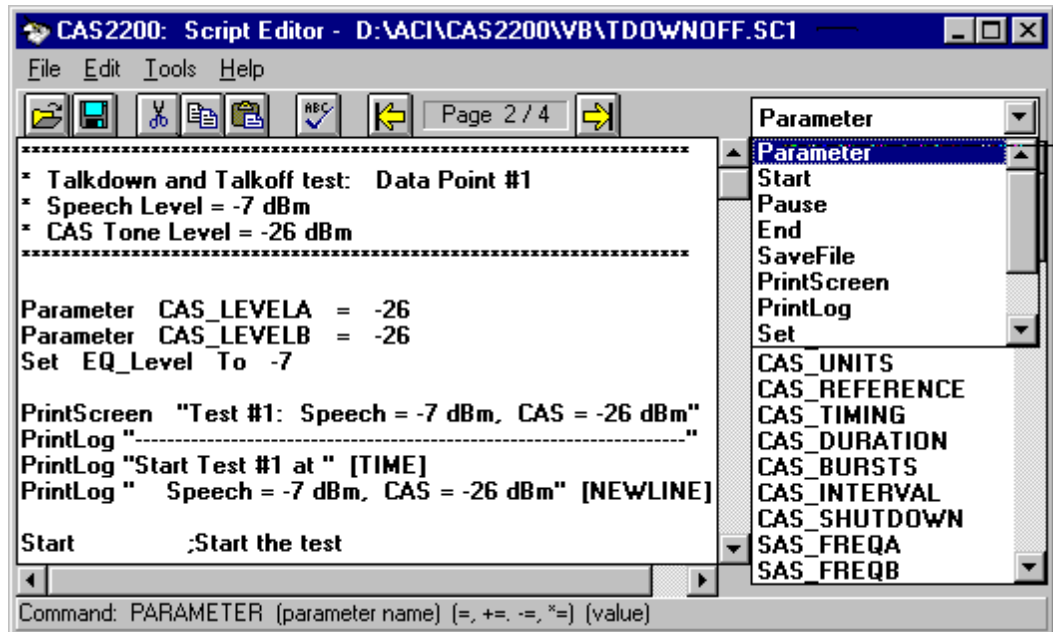 CAS2200:  Script Editor -  D:\ACI\CAS2200\VB\TDOWNOFF.SC1
File  Edit  Tools  Help
ABC
Page  2 / 4
Parameter
Parameter
Start
Pause
End
SaveFile
PrintScreen
PrintLog
Set
CAS_UNITS
CAS_REFERENCE
CAS_TIMING
CAS_DURATION
CAS_BURSTS
CAS_INTERVAL
CAS_SHUTDOWN
SAS_FREQA
SAS_FREQB
*********************************************************************
*  Talkdown and Talkoff test:   Data Point #1
*  Speech Level = -7 dBm
*  CAS Tone Level = -26 dBm
*********************************************************************
Parameter   CAS_LEVELA   =   -26
Parameter   CAS_LEVELB   =   -26
Set   EQ_Level   To   -7
PrintScreen   "Test #1:  Speech = -7 dBm,  CAS = -26 dBm"
PrintLog "---------------------------------------------------------------------"
PrintLog "Start Test #1 at "  [TIME]
PrintLog "    Speech = -7 dBm,  CAS = -26 dBm"  [NEWLINE]
Start               ;Start the test
Command:  PARAMETER  (parameter name)  (=, +=. -=, *=)  (value)